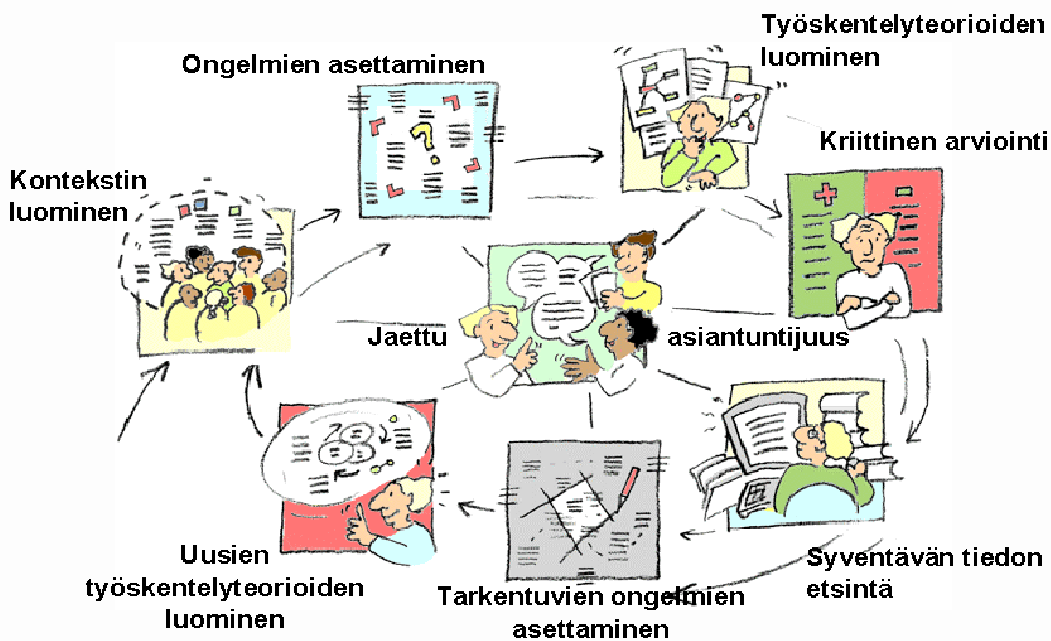 Työskentelyteorioiden
luominen
Ongelmien asettaminen
Kriittinen arviointi
Kontekstin
luominen
Jaettu
asiantuntijuus
Syventävän tiedon
etsintä
Uusien
työskentelyteorioiden
luominen
Tarkentuvien ongelmien
asettaminen